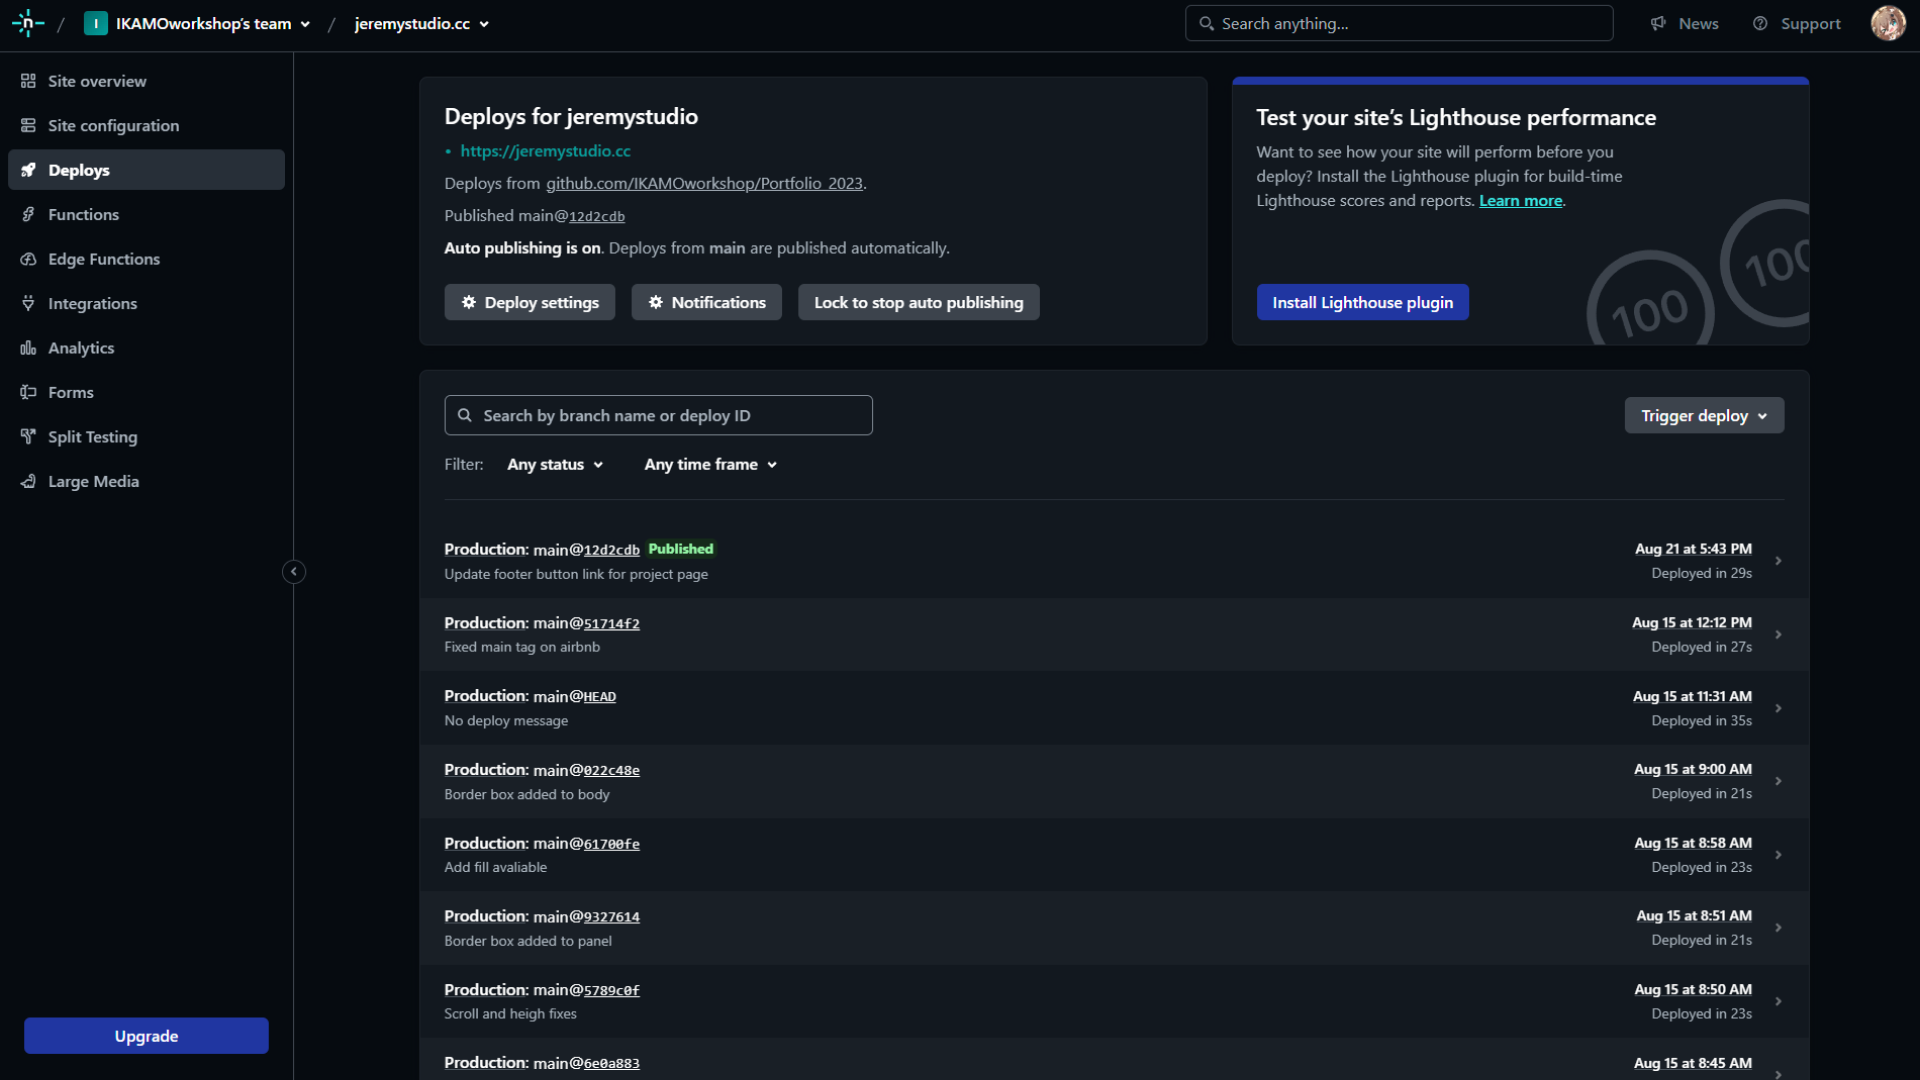 / I IKAMOworkshop's team / jeremystudio.cc
Search anything...
News
Support
Site overview
Site configuration
Deploys
Functions
Edge Functions
Integrations
Analytics
Forms
Split Testing
Large Media
Upgrade
Deploys for jeremystudio
• https://jeremystudio.cc
Deploys from github.com/IKAMOworkshop/Portfolio_2023.
Published main@12d2cdb
Auto publishing is on. Deploys from main are published automatically.
Deploy settings
Notifications
Lock to stop auto publishing
Test your site's Lighthouse performance
Want to see how your site will perform before you
deploy? Install the Lighthouse plugin for build-time
Lighthouse scores and reports. Learn more.
Install Lighthouse plugin
100
100
Search by branch name or deploy ID
Trigger deploy
Filter: Any status Any time frame
Production: main@12d2cdb Published
Update footer button link for project page
Aug 21 at 5:43 PM
Deployed in 29s
Production: main@51714f2
Fixed main tag on airbnb
Aug 15 at 12:12 PM
Deployed in 27s
Production: main@HEAD
No deploy message
Aug 15 at 11:31 AM
Deployed in 35s
Production: main@022c48e
Border box added to body
Aug 15 at 9:00 AM
Deployed in 21s
Production: main@61700fe
Add fill avaliable
Aug 15 at 8:58 AM
Deployed in 23s
Production: main@9327614
Border box added to panel
Aug 15 at 8:51 AM
Deployed in 21s
Production: main@5789c0f
Scroll and heigh fixes
Aug 15 at 8:50 AM
Deployed in 23s
Production: main@6e0a883
Aug 15 at 8:45 AM